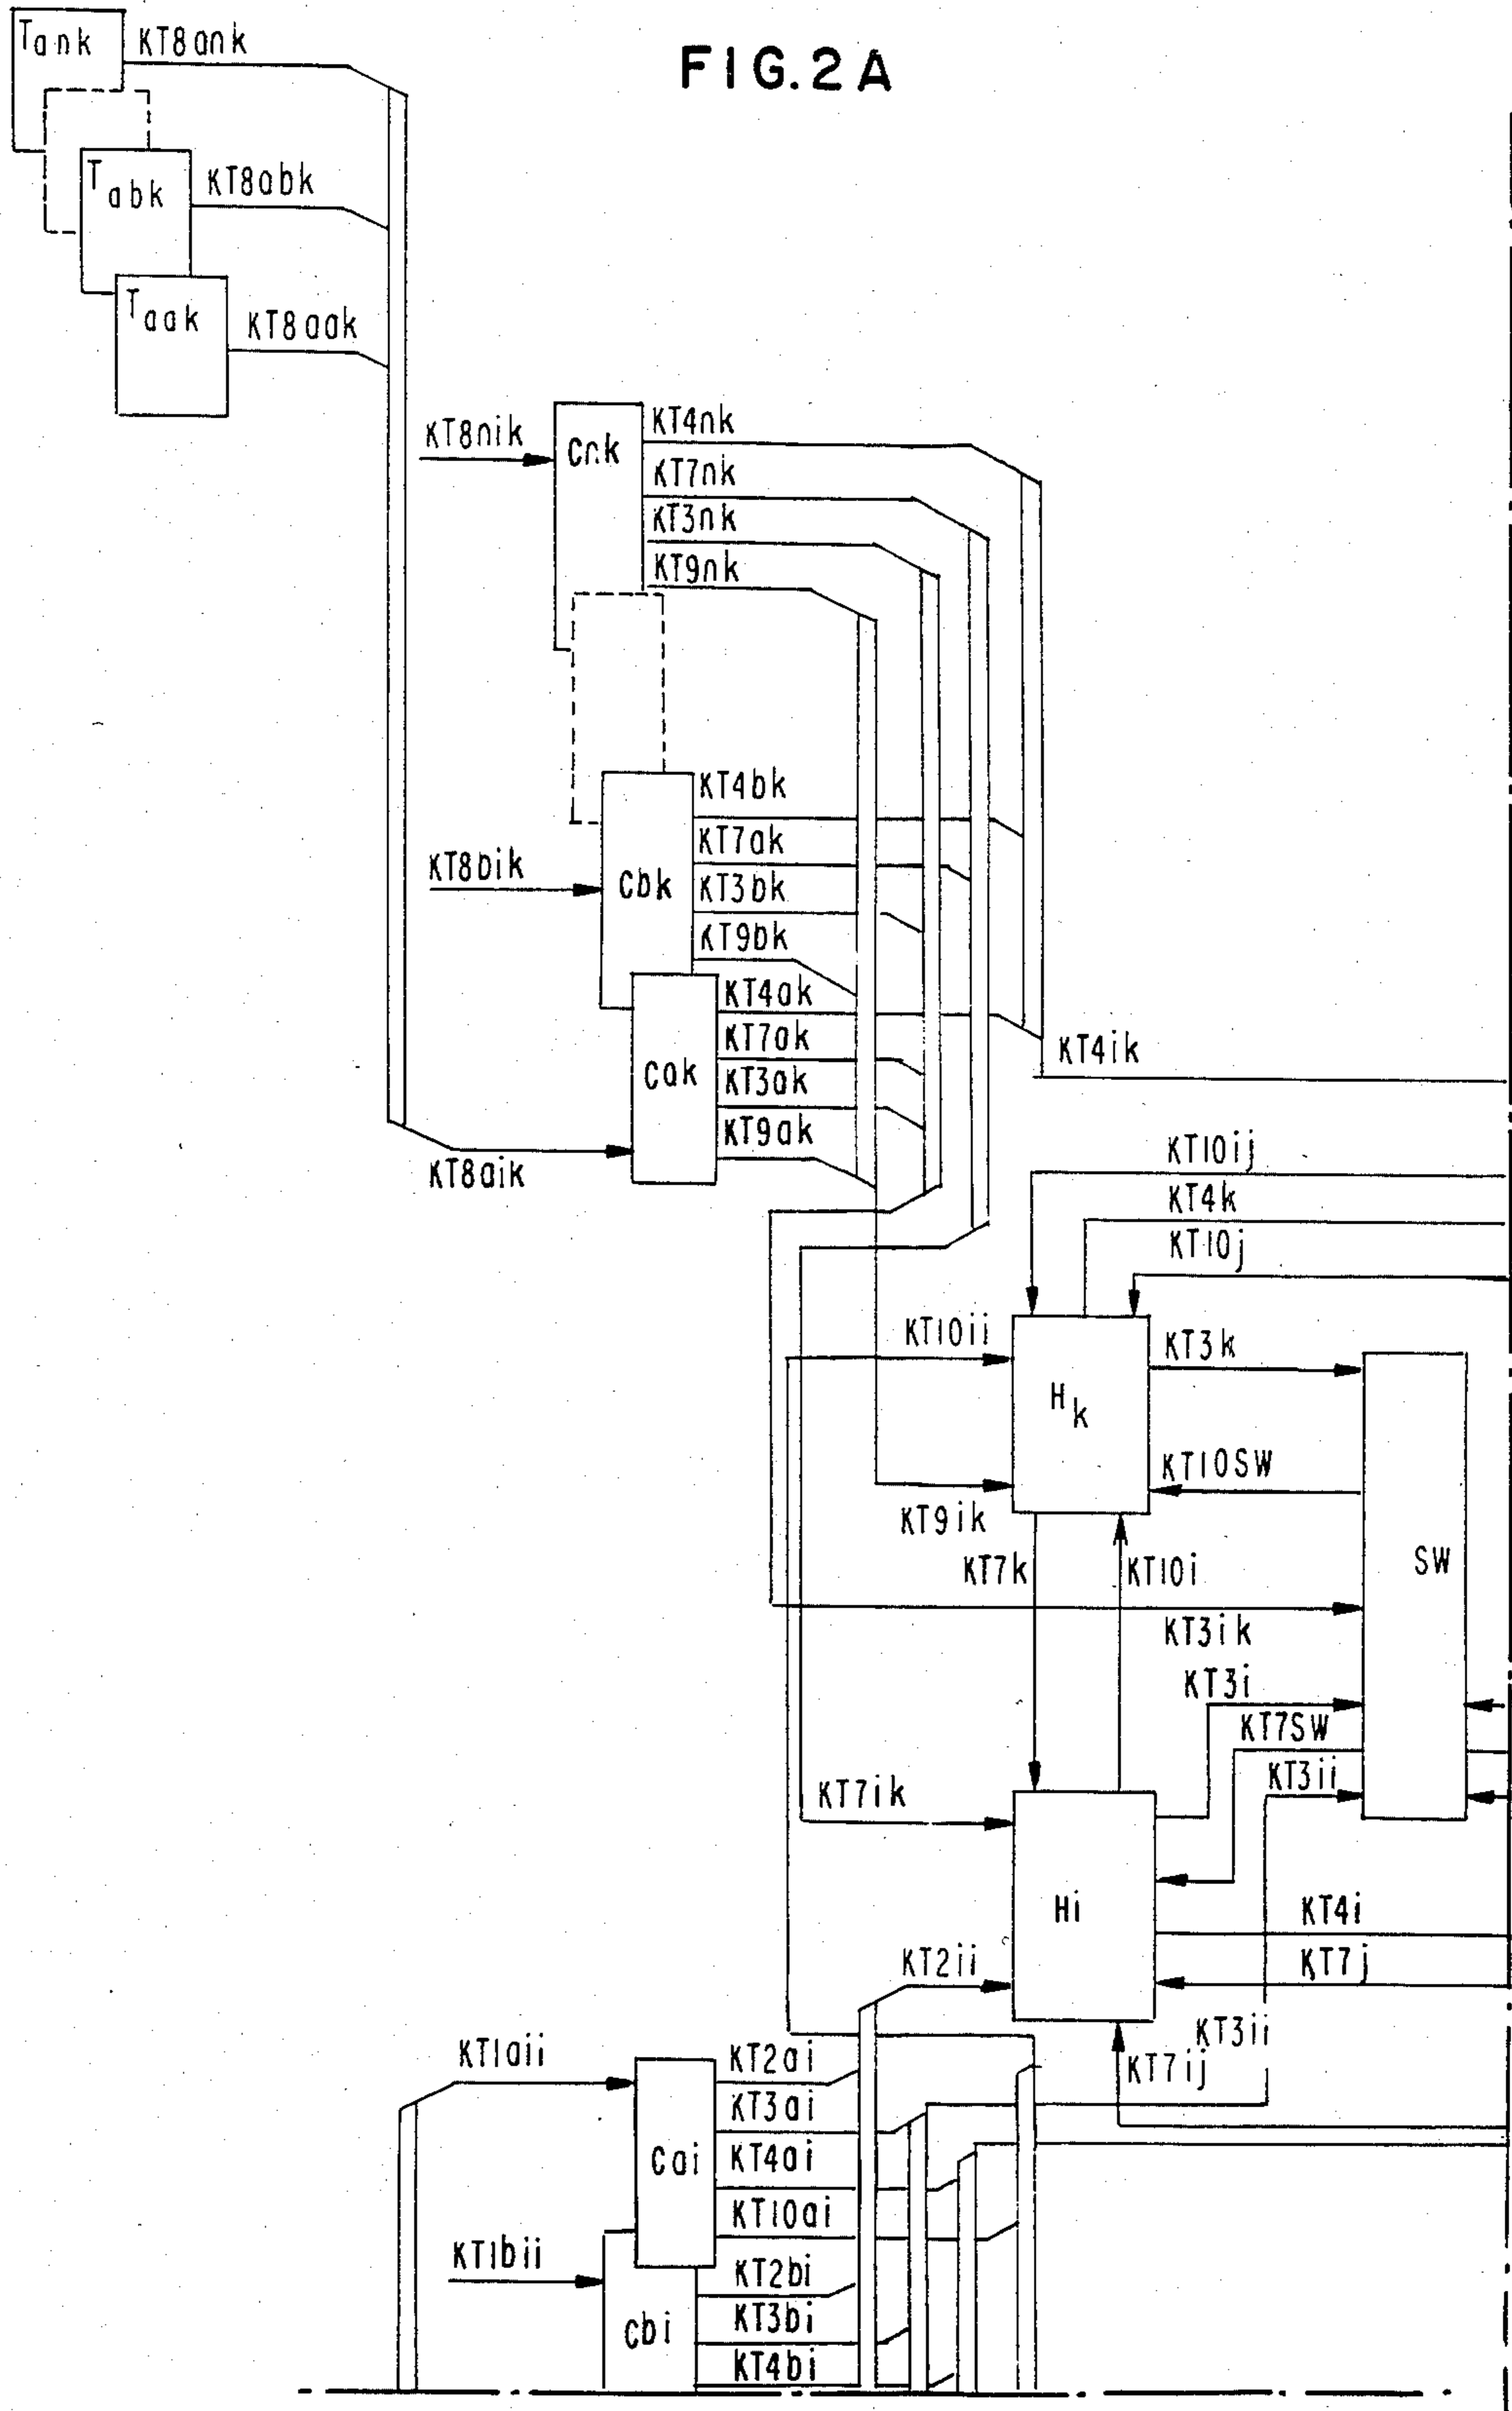 FIG.2A
Tank
KT8ank
Tabk
KT8abk
Taak
KT8aak
KT8nik
Cnk
KT4nk
KT7nk
KT3nk
KT9nk
KT4bk
KT7ak
KT8bik
Cbk
KT3bk
KT9bk
KT4ak
KT7ak
Cak
KT3ak
KT9ak
KT8aik
KT4ik
KT10ij
KT4k
KT10j
KT10ii
Hk
KT3k
KT10SW
KT9ik
KT7k
KT10i
SW
KT3ik
KT3i
KT7SW
KT3ii
KT7ik
Hi
KT4i
KT7j
KT2ii
KT3ii
KT7ij
KT1aii
KT2ai
KT3ai
Cai
KT4ai
KT10ai
KT1bii
KT2bi
KT3bi
Cbi
KT4bi